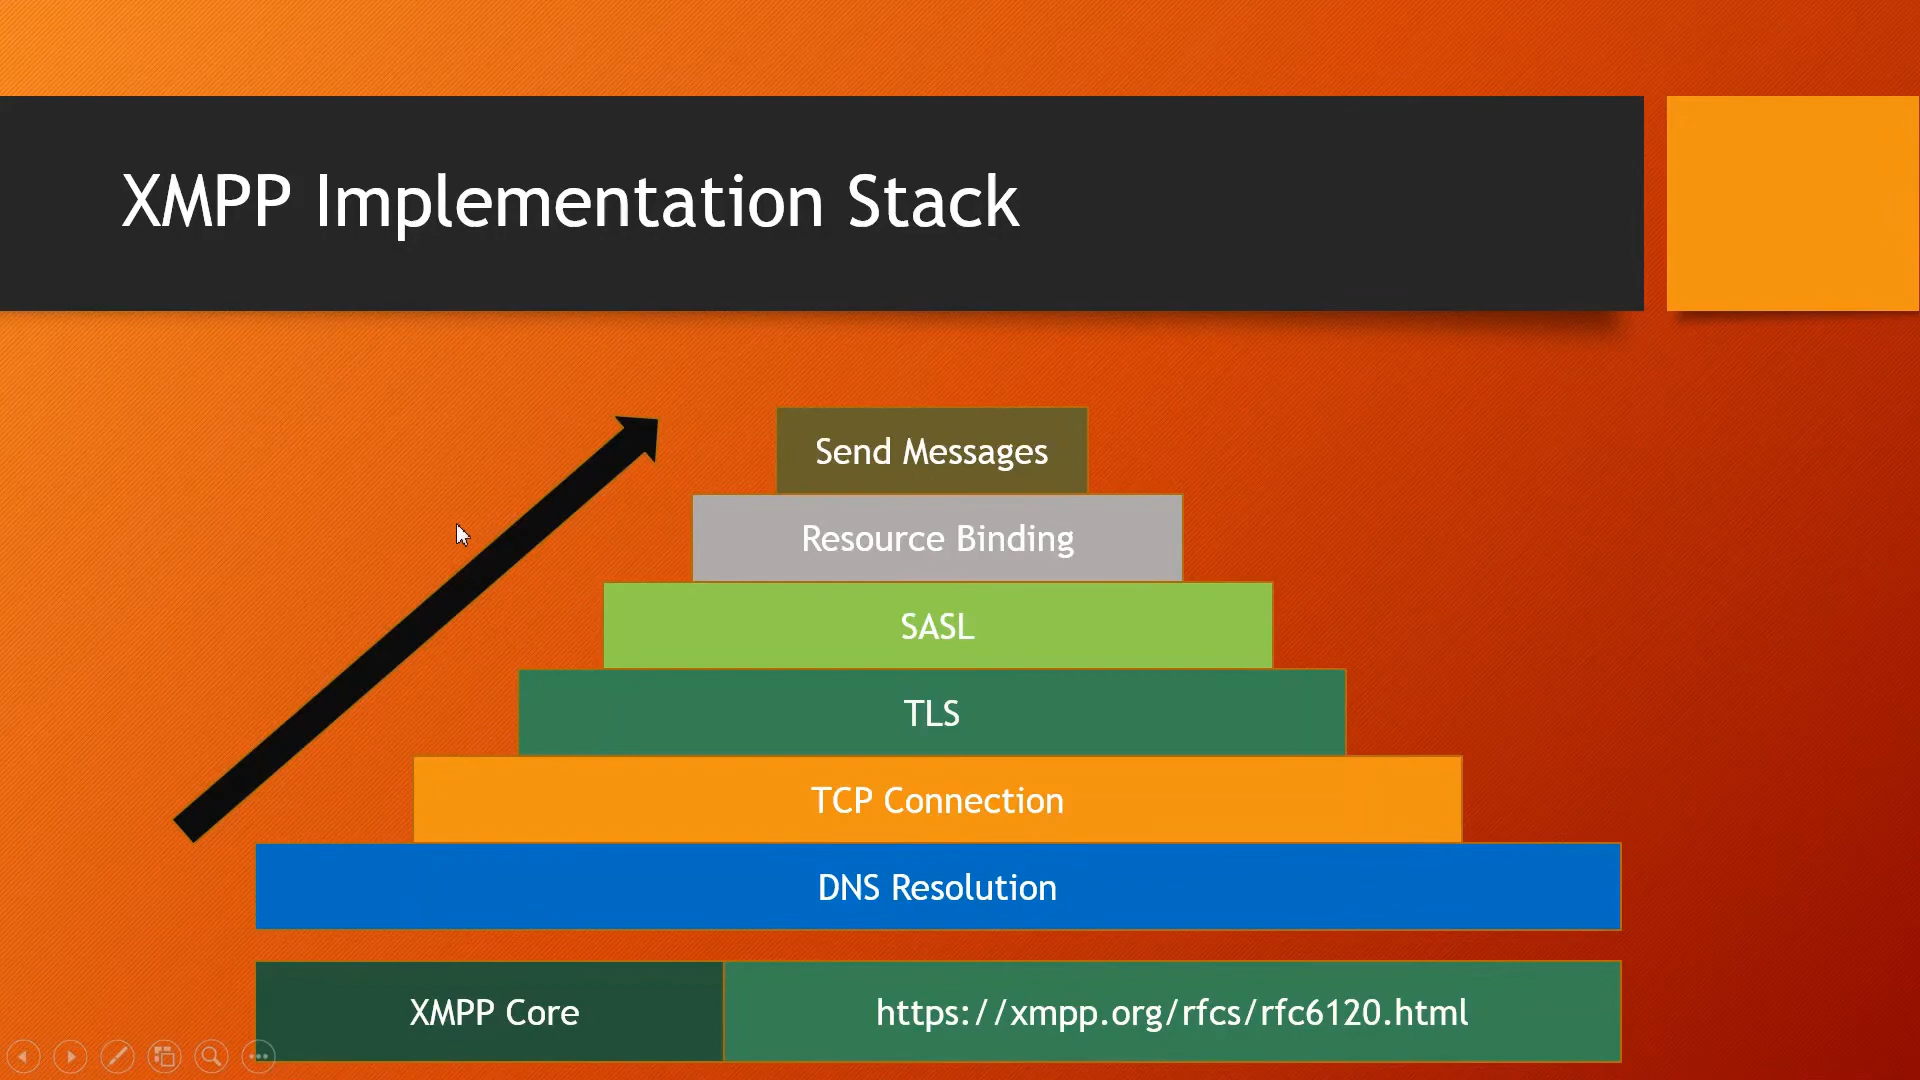 XMPP Implementation Stack
Send Messages
Resource Binding
SASL
TLS
TCP Connection
DNS Resolution
XMPP Core
https://xmpp.org/rfcs/rfc6120.html